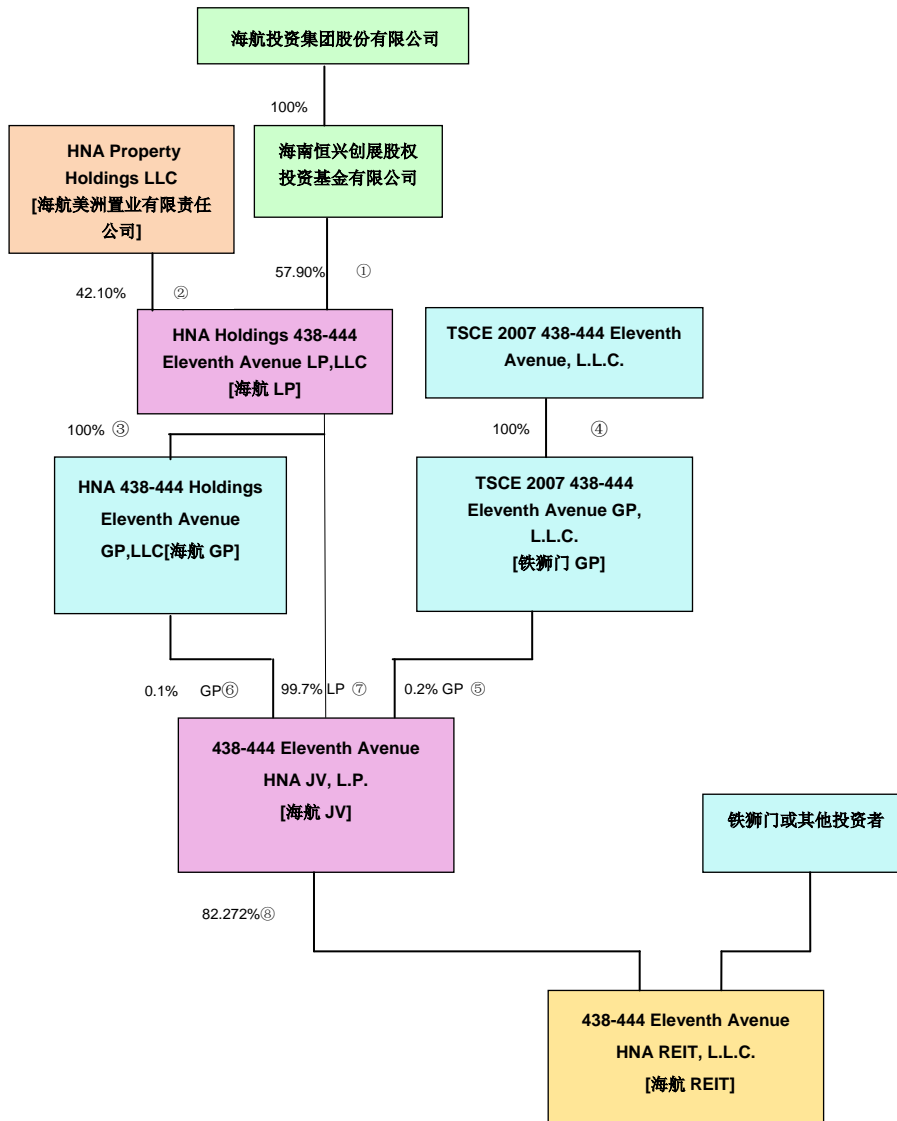 海航投资集团股份有限公司
100%
HNA Property
Holdings LLC
[海航美洲置业有限责任
公司]
海南恒兴创展股权
投资基金有限公司
57.90% ①
42.10% ②
HNA Holdings 438-444
Eleventh Avenue LP,LLC
[海航 LP]
TSCE 2007 438-444 Eleventh
Avenue, L.L.C.
100% ③
100% ④
HNA 438-444 Holdings
Eleventh Avenue
GP,LLC[海航 GP]
TSCE 2007 438-444
Eleventh Avenue GP,
L.L.C.
[铁狮门 GP]
0.1% GP⑥ 99.7% LP ⑦ 0.2% GP ⑤
438-444 Eleventh Avenue
HNA JV, L.P.
[海航 JV]
铁狮门或其他投资者
82.272%⑧
438-444 Eleventh Avenue
HNA REIT, L.L.C.
[海航 REIT]